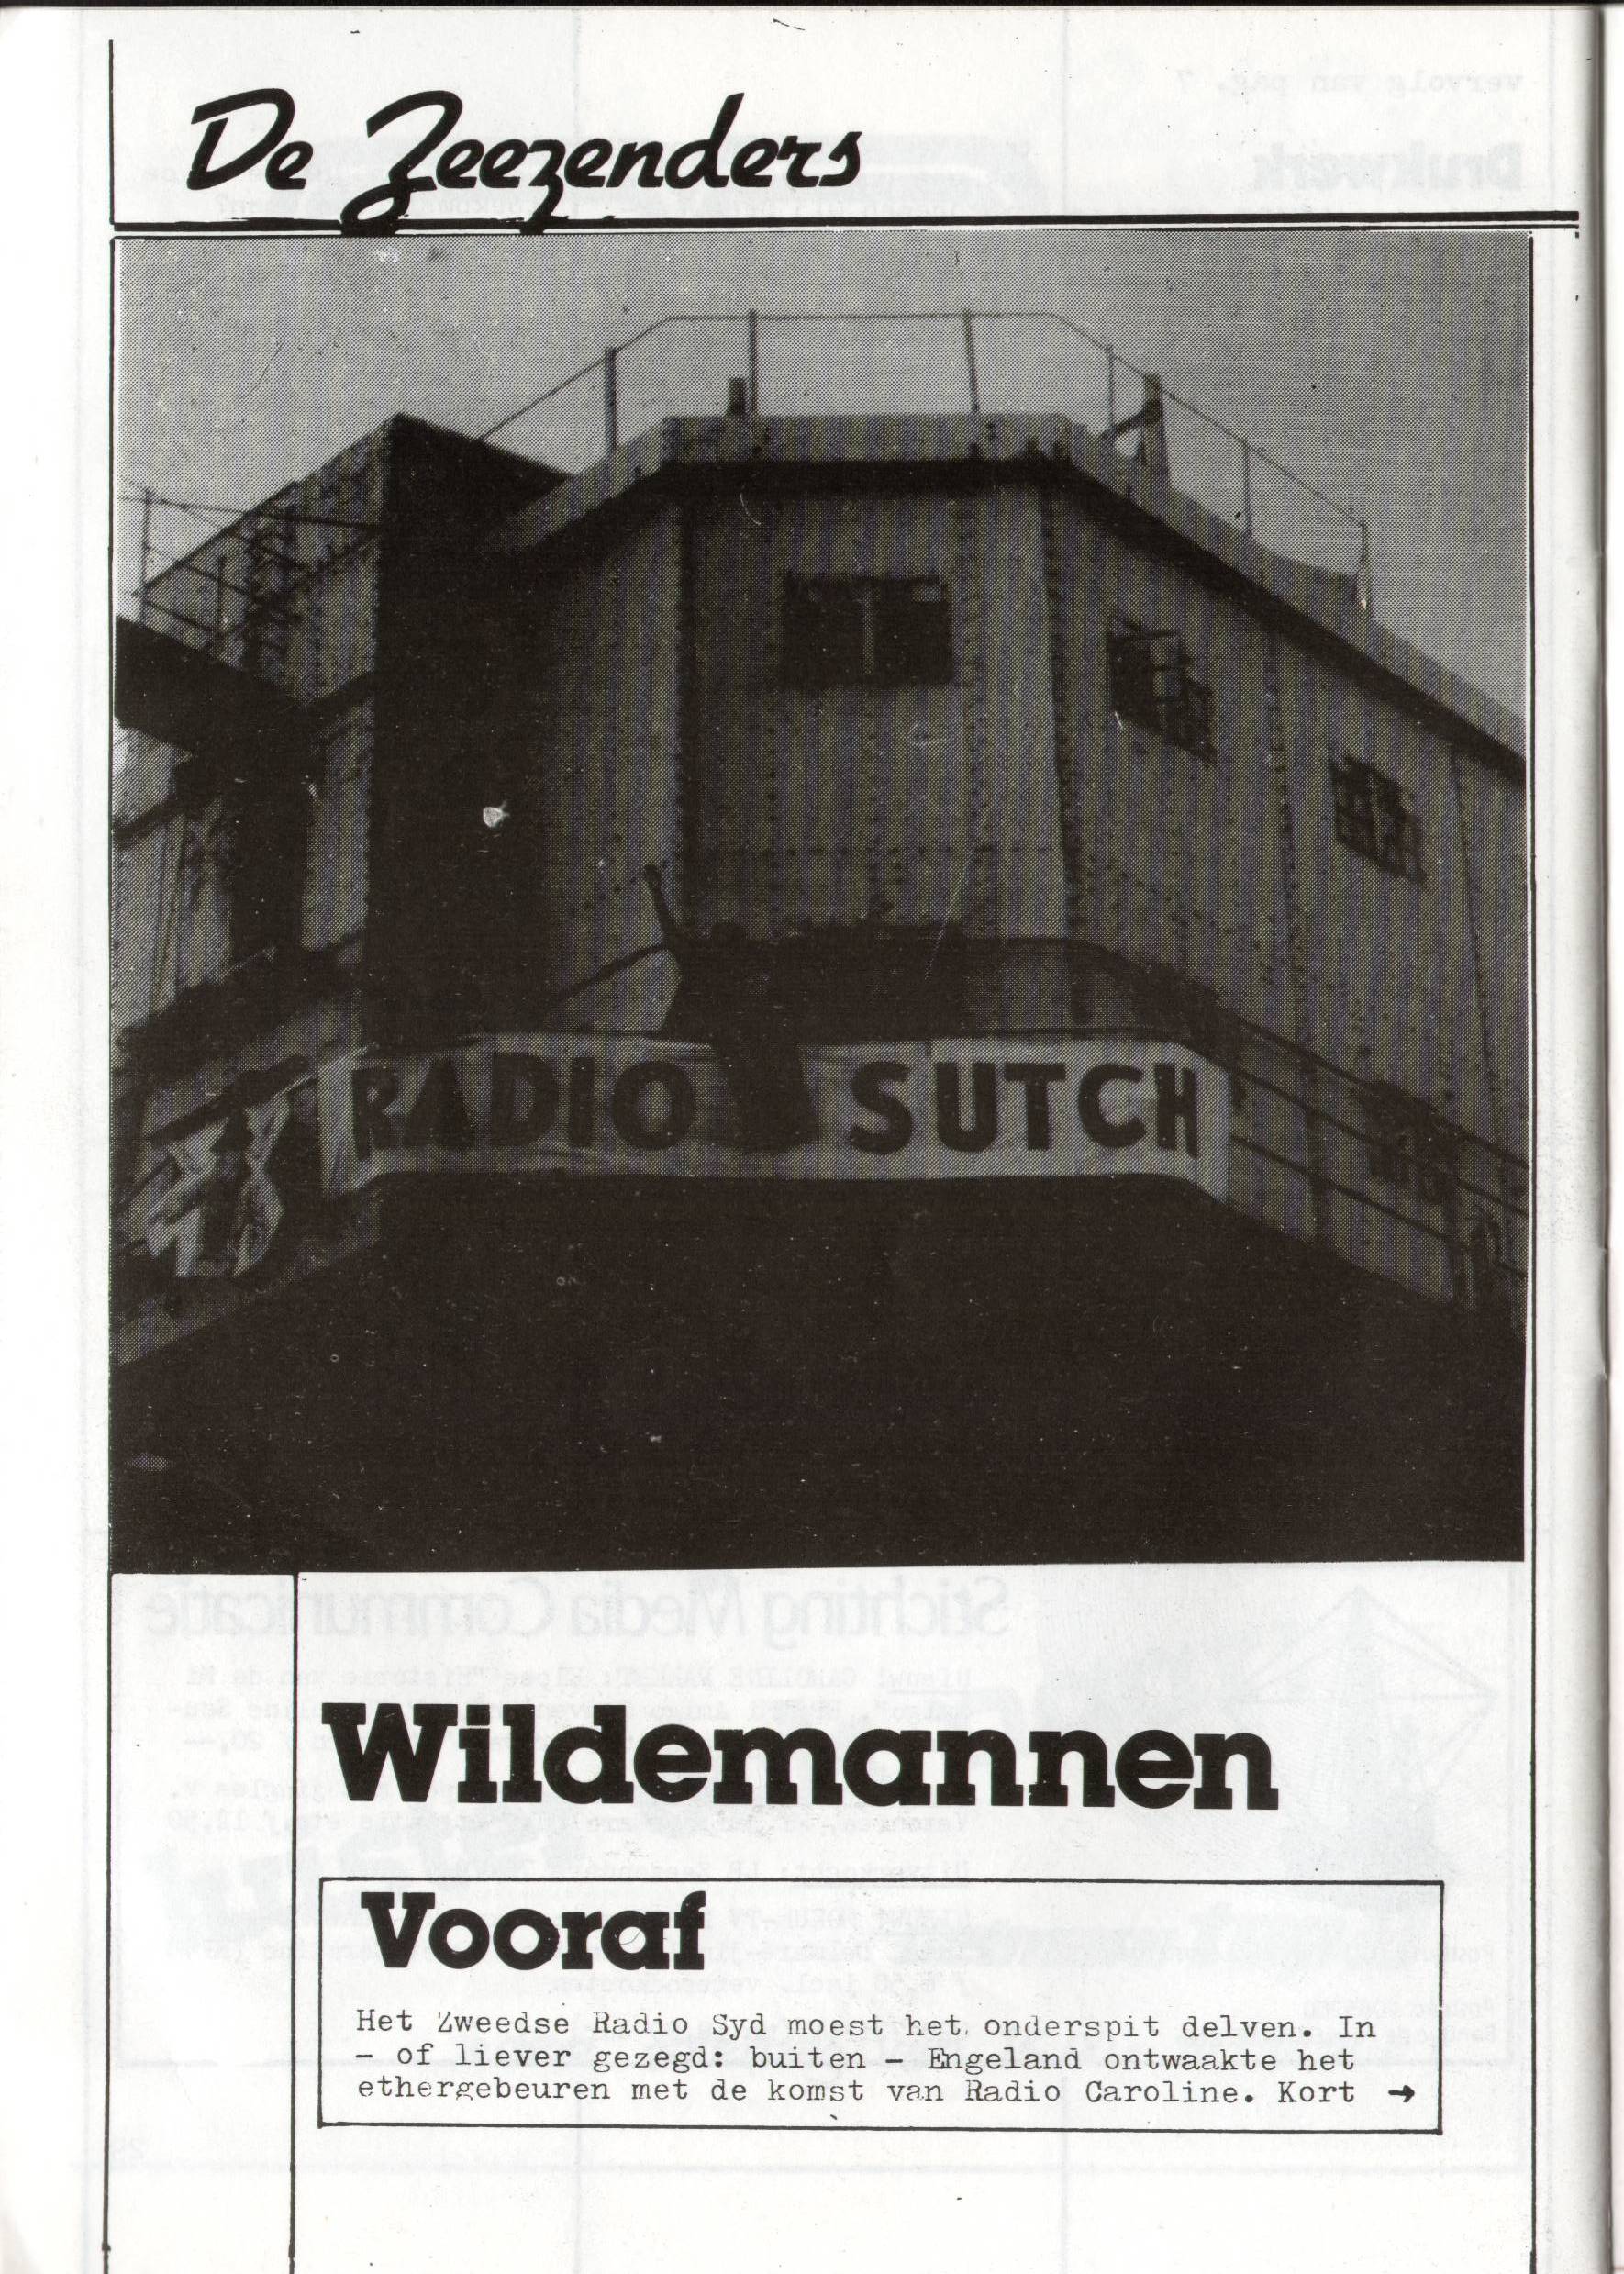 De Zeezenders
RADIO SUTCH
Wildemannen
Vooraf
Het Zweedse Radio Syd moest het onderspit delven. In
– of liever gezegd: buiten – Engeland ontwaakte het
ethergebeuren met de komst van Radio Caroline. Kort →